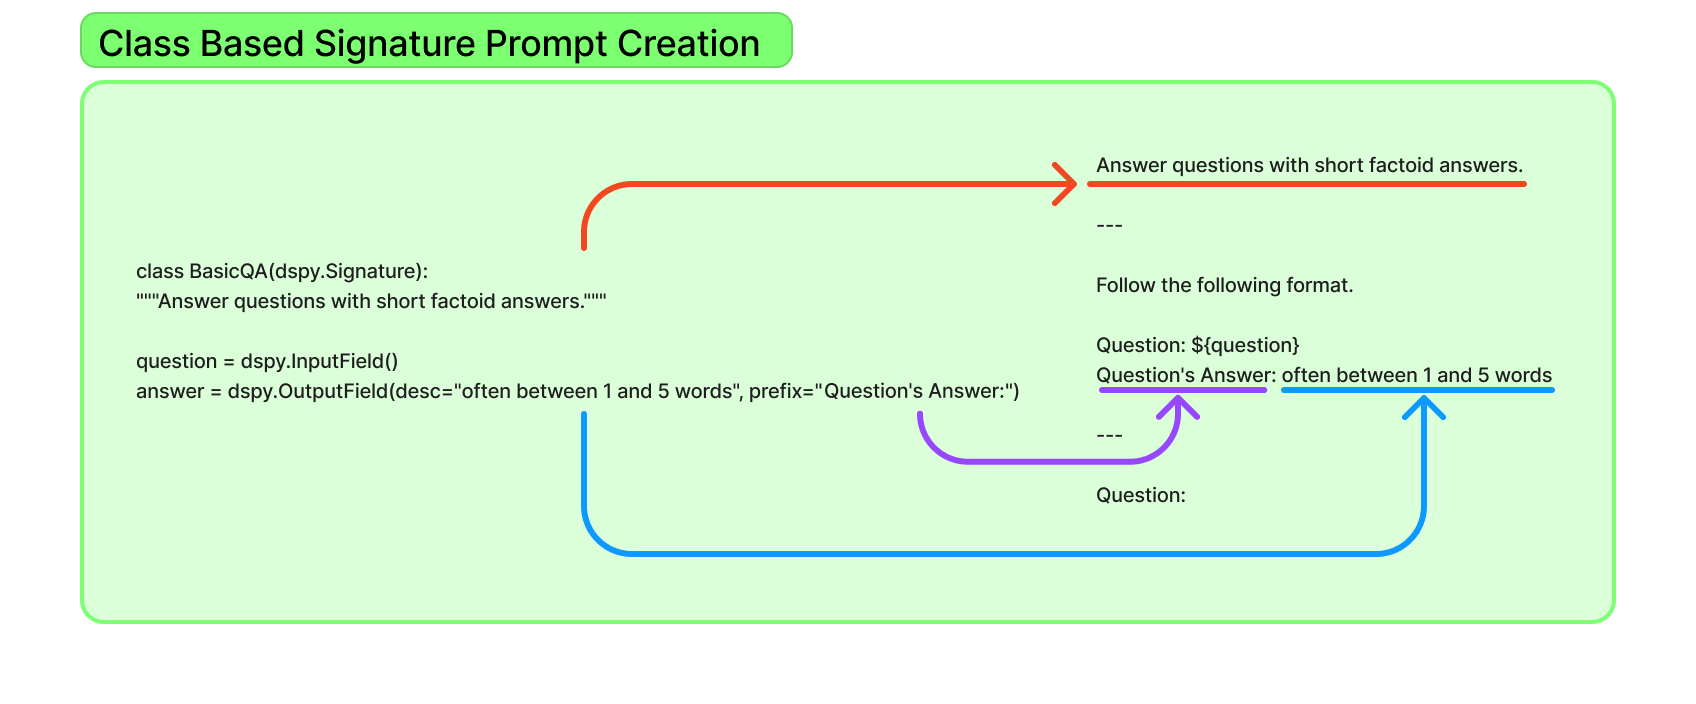 Class Based Signature Prompt Creation
class BasicQA(dspy.Signature):
"""Answer questions with short factoid answers."""
question = dspy.InputField()
answer = dspy.OutputField(desc="often between 1 and 5 words", prefix="Question's Answer:")
Answer questions with short factoid answers.
---
Follow the following format.
Question: ${question}
Question's Answer: often between 1 and 5 words
---
Question: